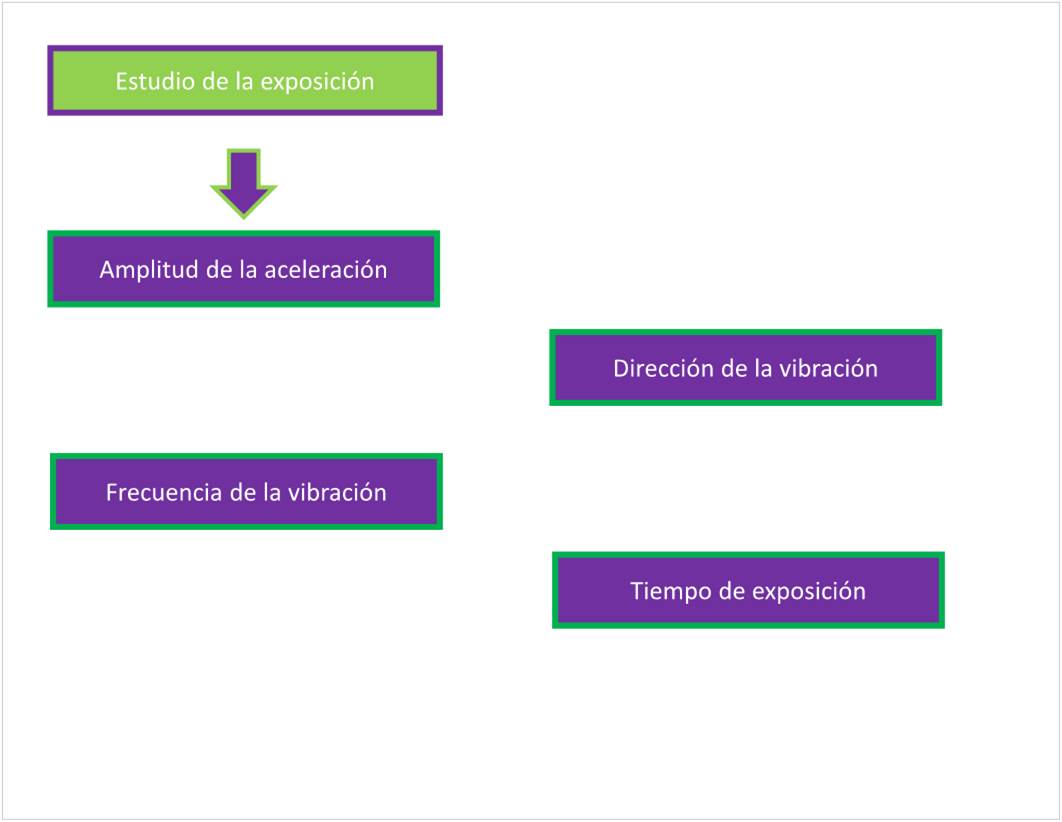 Estudio de la exposición
Amplitud de la aceleración
Dirección de la vibración
Frecuencia de la vibración
Tiempo de exposición